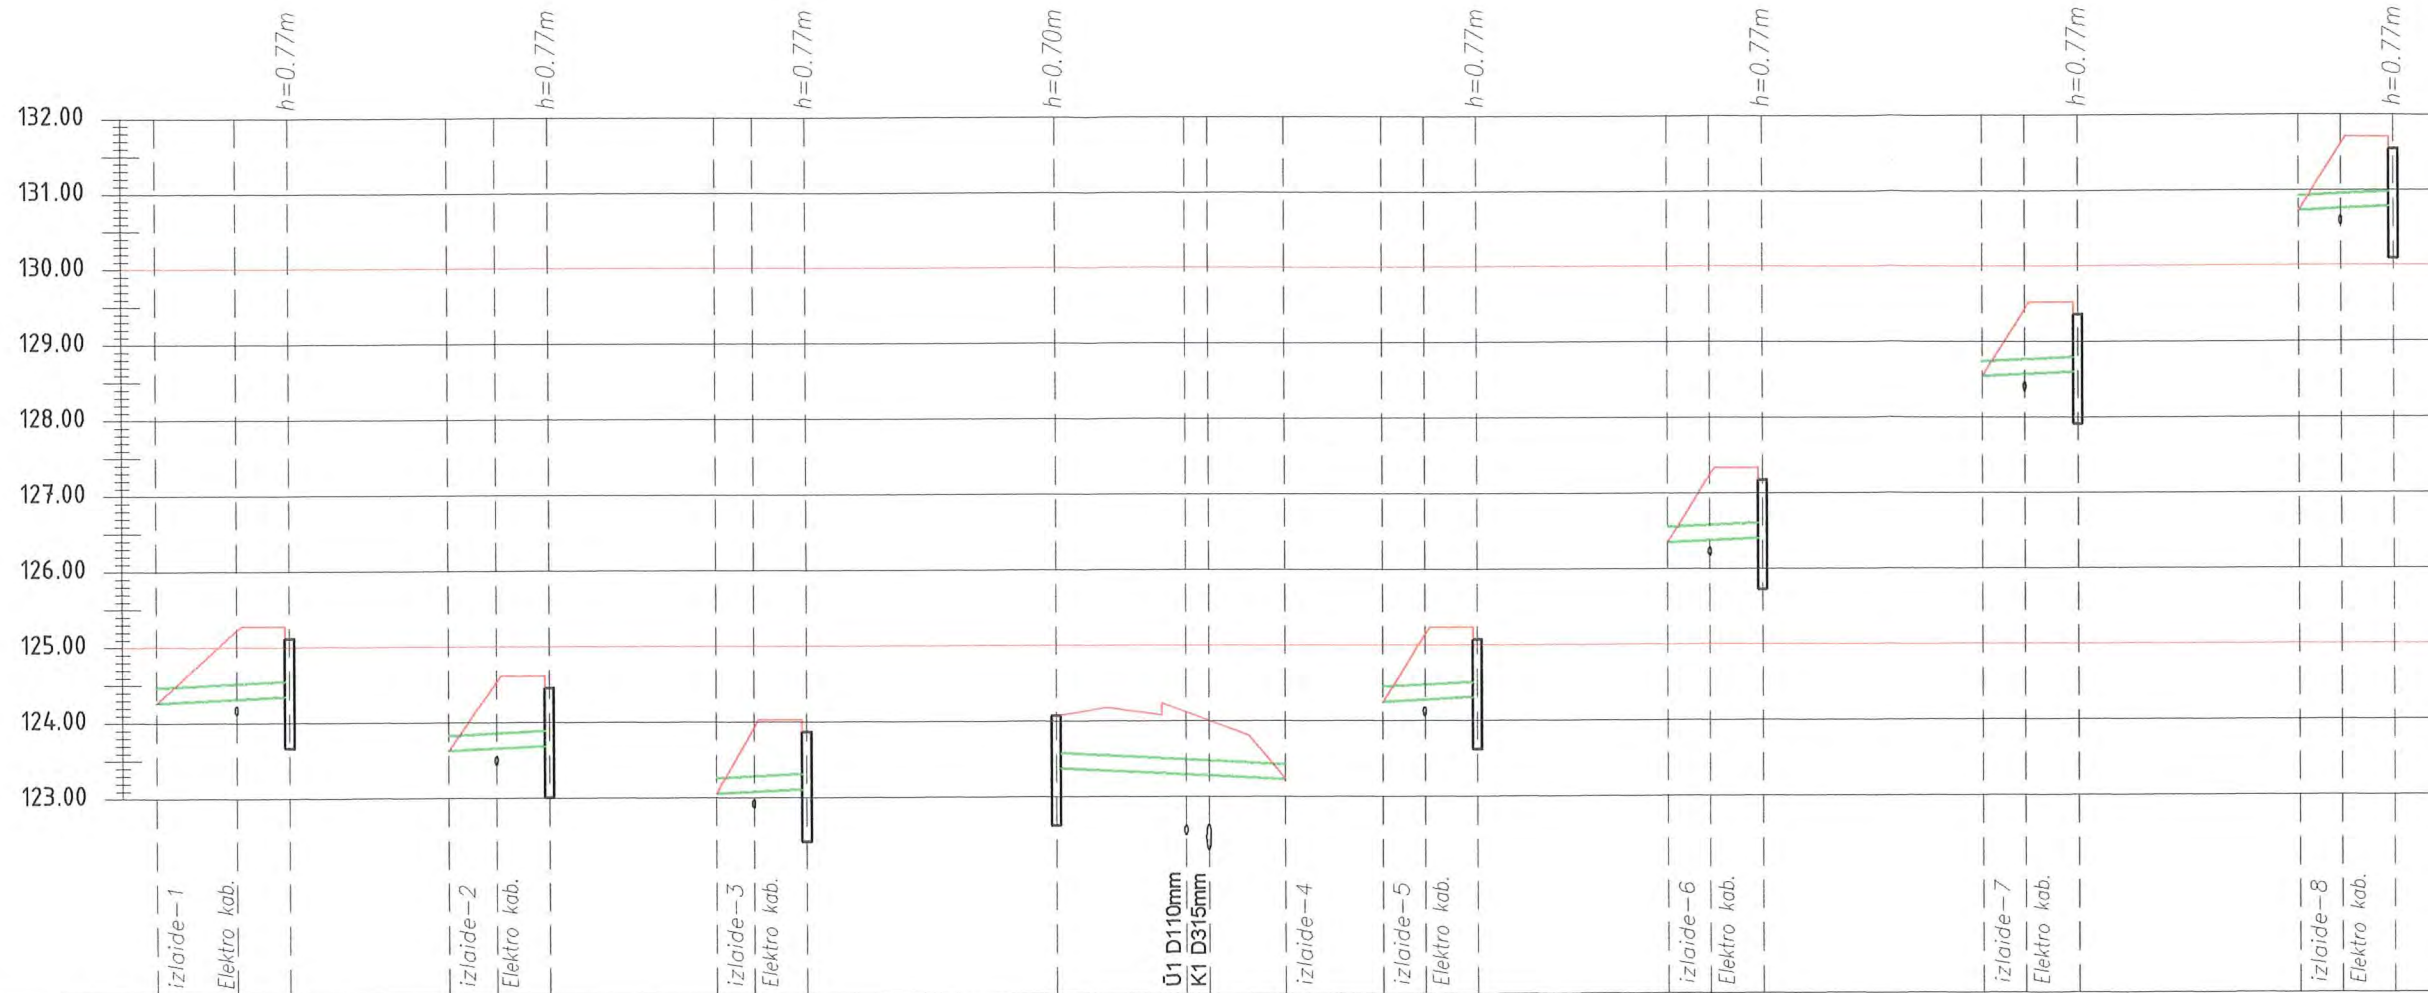 h=0.77m
h=0.77m
h=0.77m
h=0.70m
h=0.77m
h=0.77m
h=0.77m
h=0.77m
132.00
131.00
130.00
129.00
128.00
127.00
126.00
125.00
124.00
123.00
izlaide-1
Elektro kab.
izlaide-2
Elektro kab.
izlaide-3
Elektro kab.
Ū1 D110mm
K1 D315mm
izlaide-4
izlaide-5
Elektro kab.
izlaide-6
Elektro kab.
izlaide-7
Elektro kab.
izlaide-8
Elektro kab.